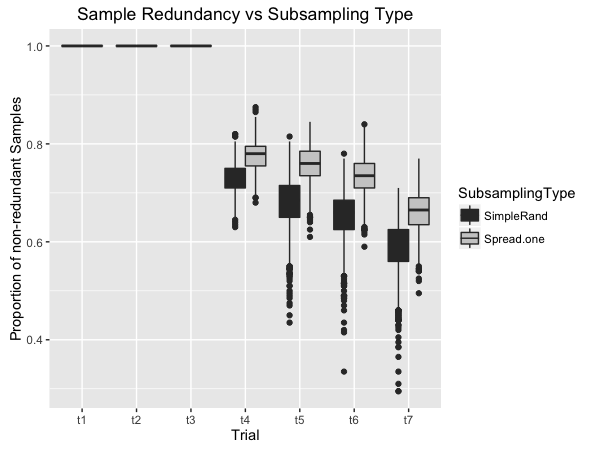 Sample Redundancy vs Subsampling Type
Proportion of non-redundant Samples
1.0
0.8
0.6
0.4
t1 t2 t3 t4 t5 t6 t7
Trial
SubsamplingType
SimpleRand
Spread.one